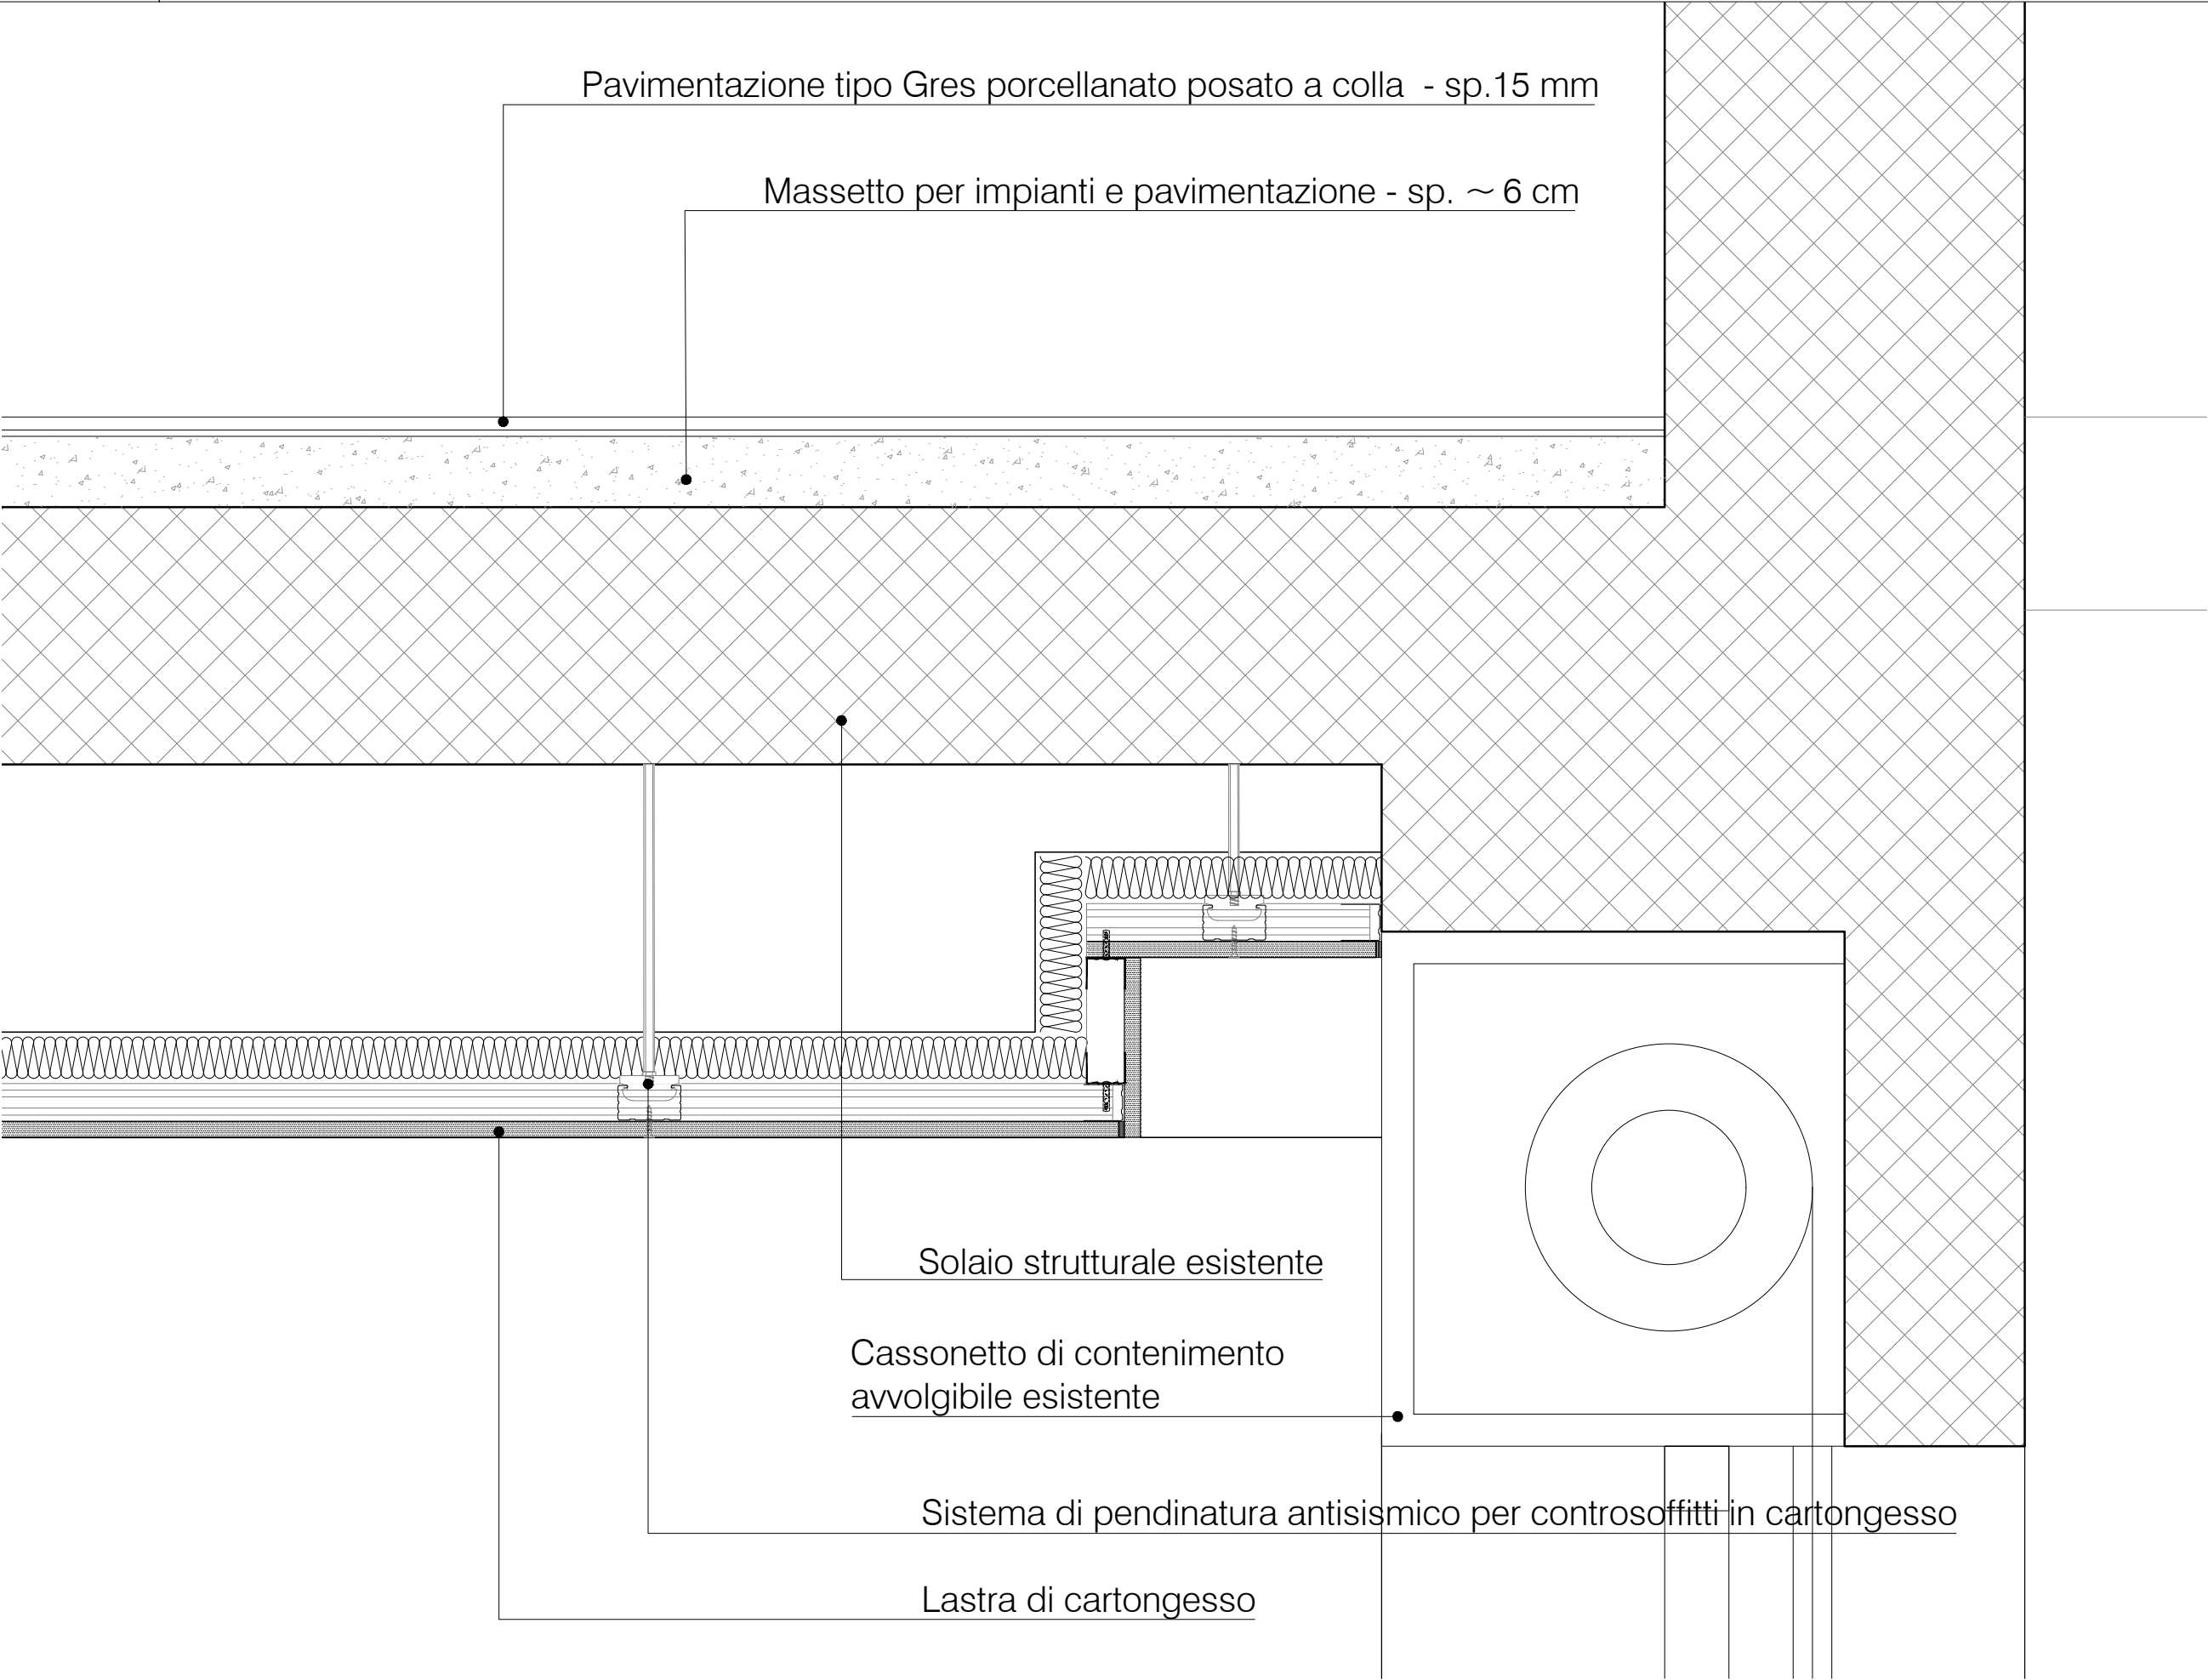 Pavimentazione tipo Gres porcellanato posato a colla - sp.15 mm
Massetto per impianti e pavimentazione - sp. ~ 6 cm
Solaio strutturale esistente
Cassonetto di contenimento
avvolgibile esistente
Sistema di pendinatura antisismico per controsoffitti in cartongesso
Lastra di cartongesso